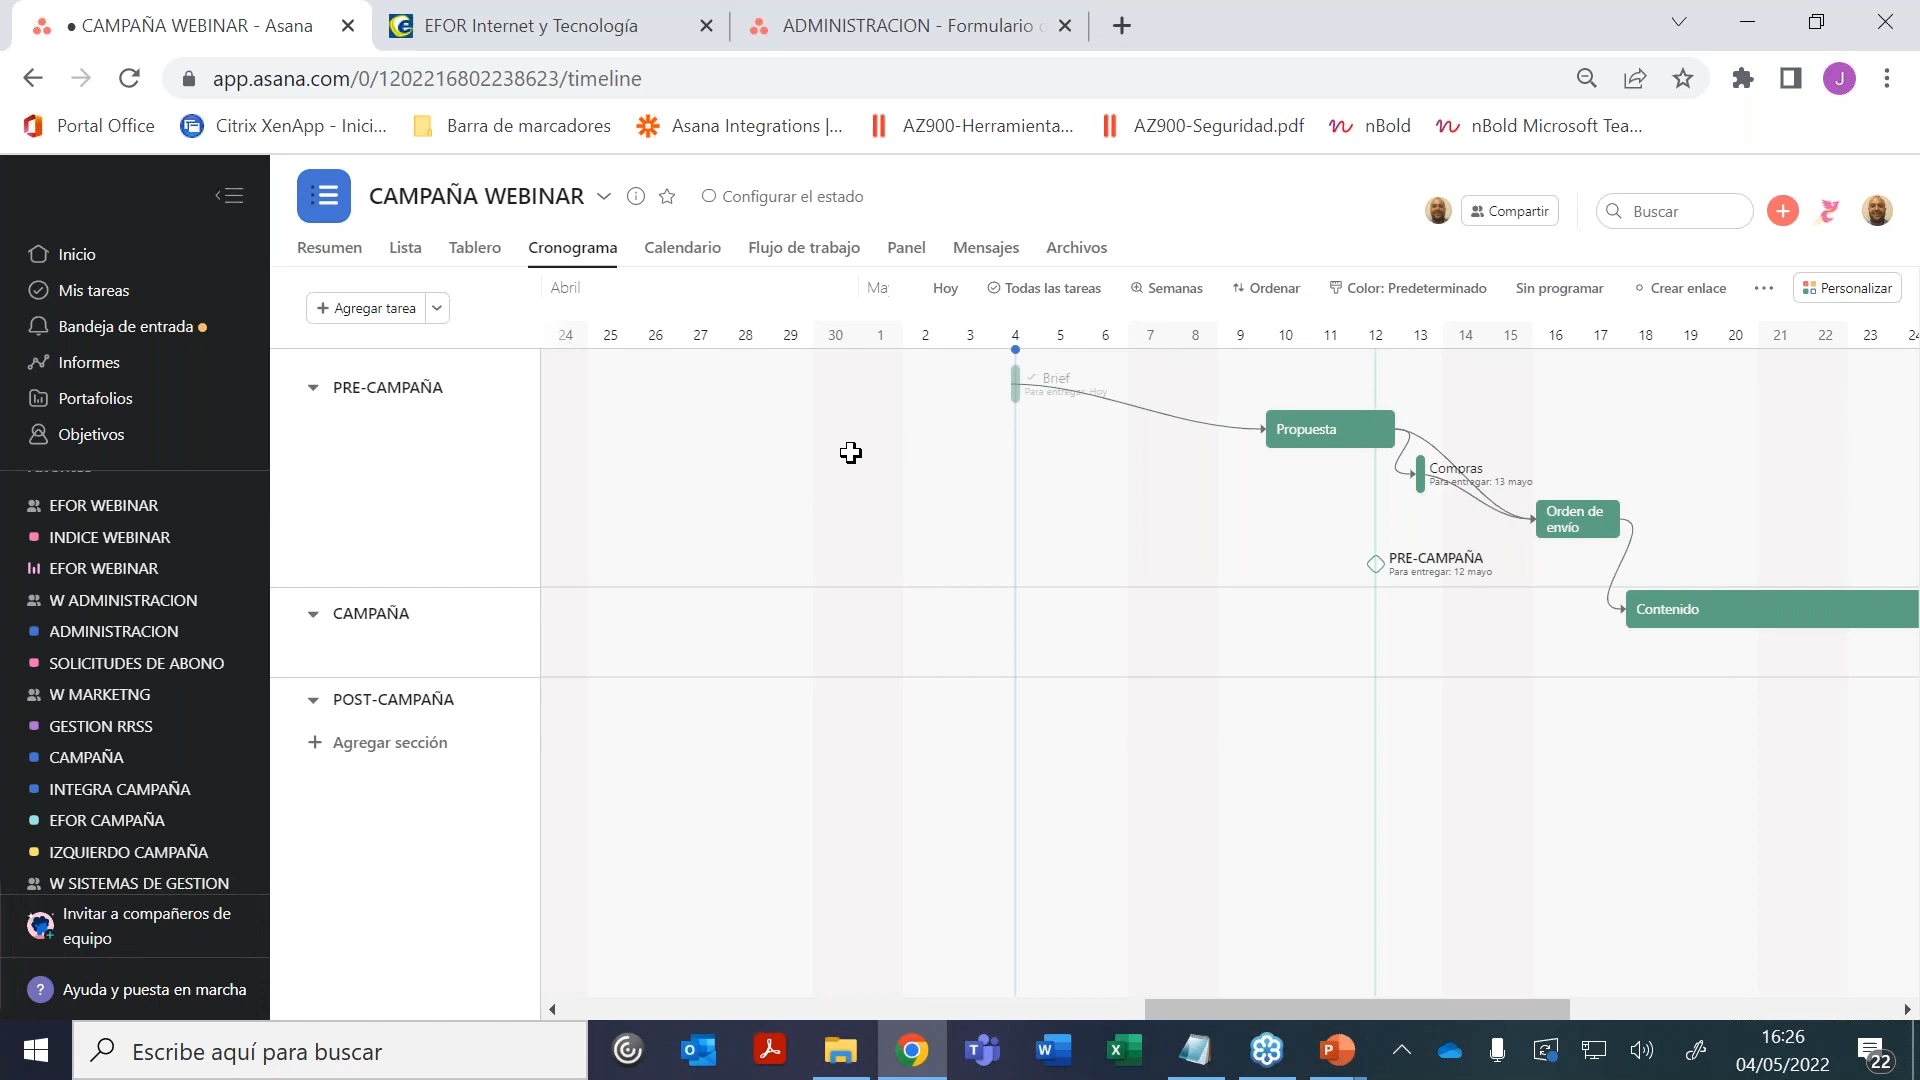 ● CAMPAÑA WEBINAR - Asana
EFOR Internet y Tecnología
ADMINISTRACION - Formulario
app.asana.com/0/1202216802238623/timeline
J
Portal Office
Citrix XenApp - Inici...
Barra de marcadores
Asana Integrations |...
AZ900-Herramienta...
AZ900-Seguridad.pdf
nBold
nBold Microsoft Tea...
CAMPAÑA WEBINAR
Configurar el estado
Compartir
Buscar
Resumen
Lista
Tablero
Cronograma
Calendario
Flujo de trabajo
Panel
Mensajes
Archivos
Inicio
Mis tareas
Bandeja de entrada
Informes
Portafolios
Objetivos
EFOR WEBINAR
INDICE WEBINAR
EFOR WEBINAR
W ADMINISTRACION
ADMINISTRACION
SOLICITUDES DE ABONO
W MARKETNG
GESTION RRSS
CAMPAÑA
INTEGRA CAMPAÑA
EFOR CAMPAÑA
IZQUIERDO CAMPAÑA
W SISTEMAS DE GESTION
Invitar a compañeros de
equipo
? Ayuda y puesta en marcha
+ Agregar tarea
Abril
May
Hoy
Todas las tareas
Semanas
Ordenar
Color: Predeterminado
Sin programar
Crear enlace
Personalizar
24 25 26 27 28 29 30 1 2 3 4 5 6 7 8 9 10 11 12 13 14 15 16 17 18 19 20 21 22 23 24
PRE-CAMPAÑA
Brief
Para entregar: Hoy
Propuesta
Compras
Para entregar: 13 mayo
Orden de
envío
PRE-CAMPAÑA
Para entregar: 12 mayo
CAMPAÑA
Contenido
POST-CAMPAÑA
+ Agregar sección
Escribe aquí para buscar
16:26
04/05/2022
22